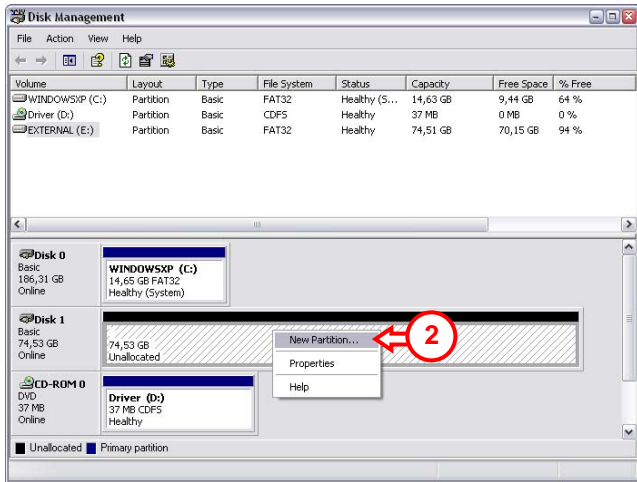 Disk Management
File Action View Help
Volume Layout Type File System Status Capacity Free Space % Free
WINDOWSXP (C:) Partition Basic FAT32 Healthy (S... 14,63 GB 9,44 GB 64 %
Driver (D:) Partition Basic CDFS Healthy 37 MB 0 MB 0 %
EXTERNAL (E:) Partition Basic FAT32 Healthy 74,51 GB 70,15 GB 94 %
Disk 0
Basic
186,31 GB
Online
WINDOWSXP (C:)
14,65 GB FAT32
Healthy (System)
Disk 1
Basic
74,53 GB
Online
74,53 GB
Unallocated
New Partition...
Properties
Help
2
CD-ROM 0
DVD
37 MB
Online
Driver (D:)
37 MB CDFS
Healthy
Unallocated Primary partition